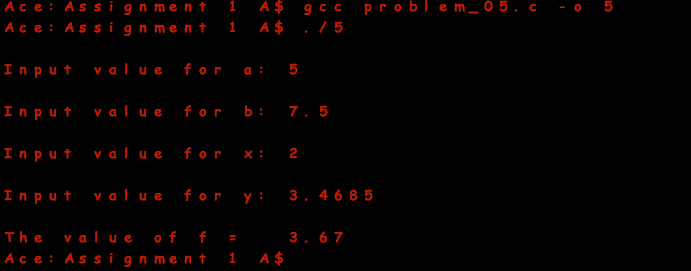 Ace:Assignment 1 A$ gcc problem_05.c -o 5
Ace:Assignment 1 A$ ./5
Input value for a: 5
Input value for b: 7.5
Input value for x: 2
Input value for y: 3.4685
The value of f = 3.67
Ace:Assignment 1 A$